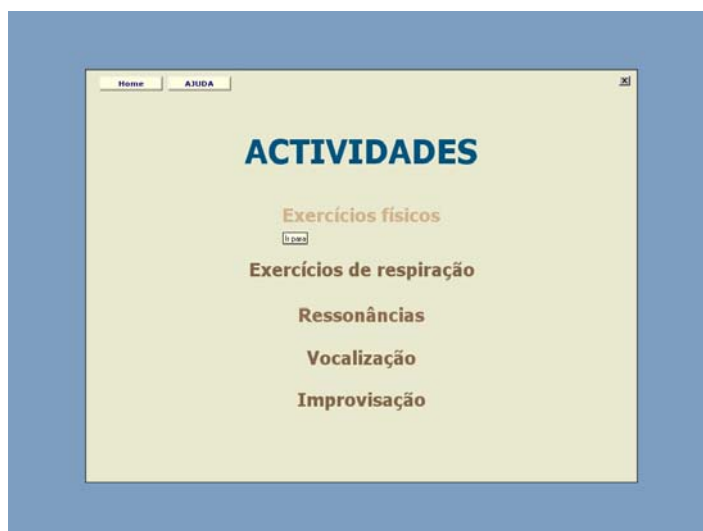 Home AJUDA
ACTIVIDADES
Exercícios físicos
Ir para
Exercícios de respiração
Ressonâncias
Vocalização
Improvisação